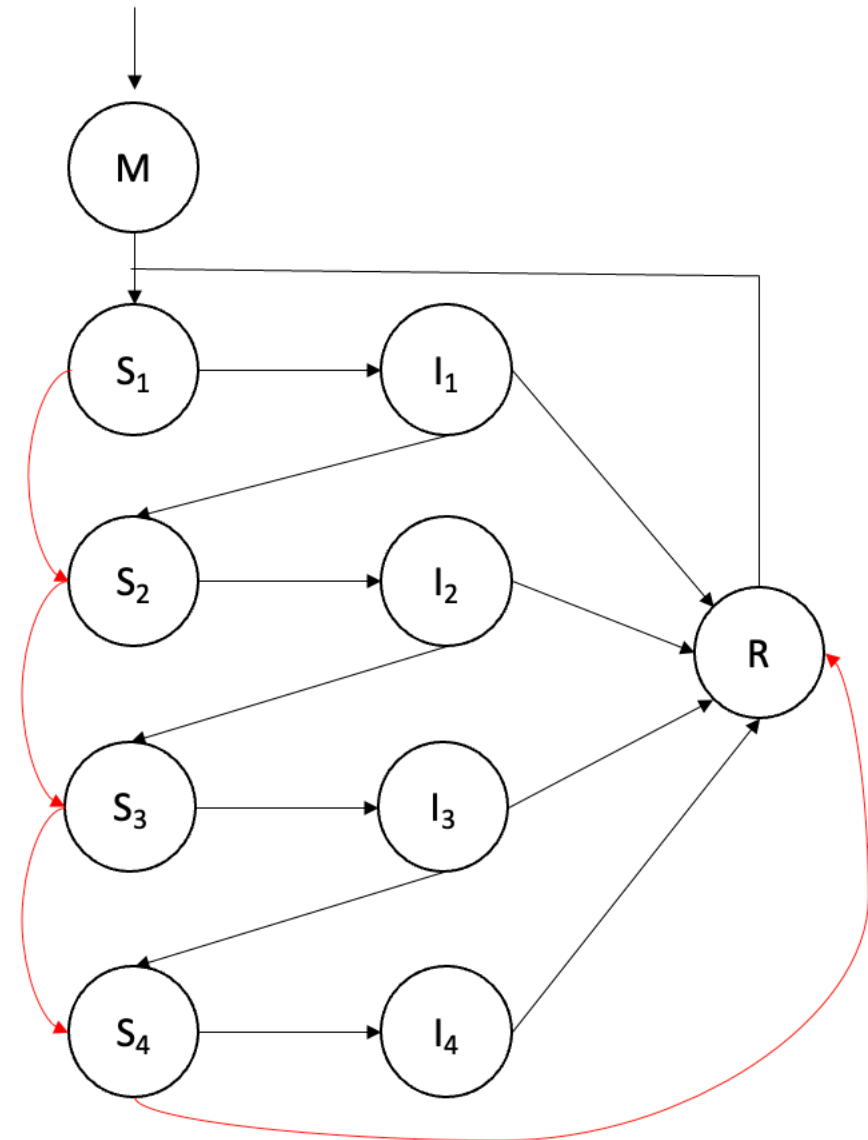 M
S₁ I₁
S₂ I₂
R
S₃ I₃
S₄ I₄